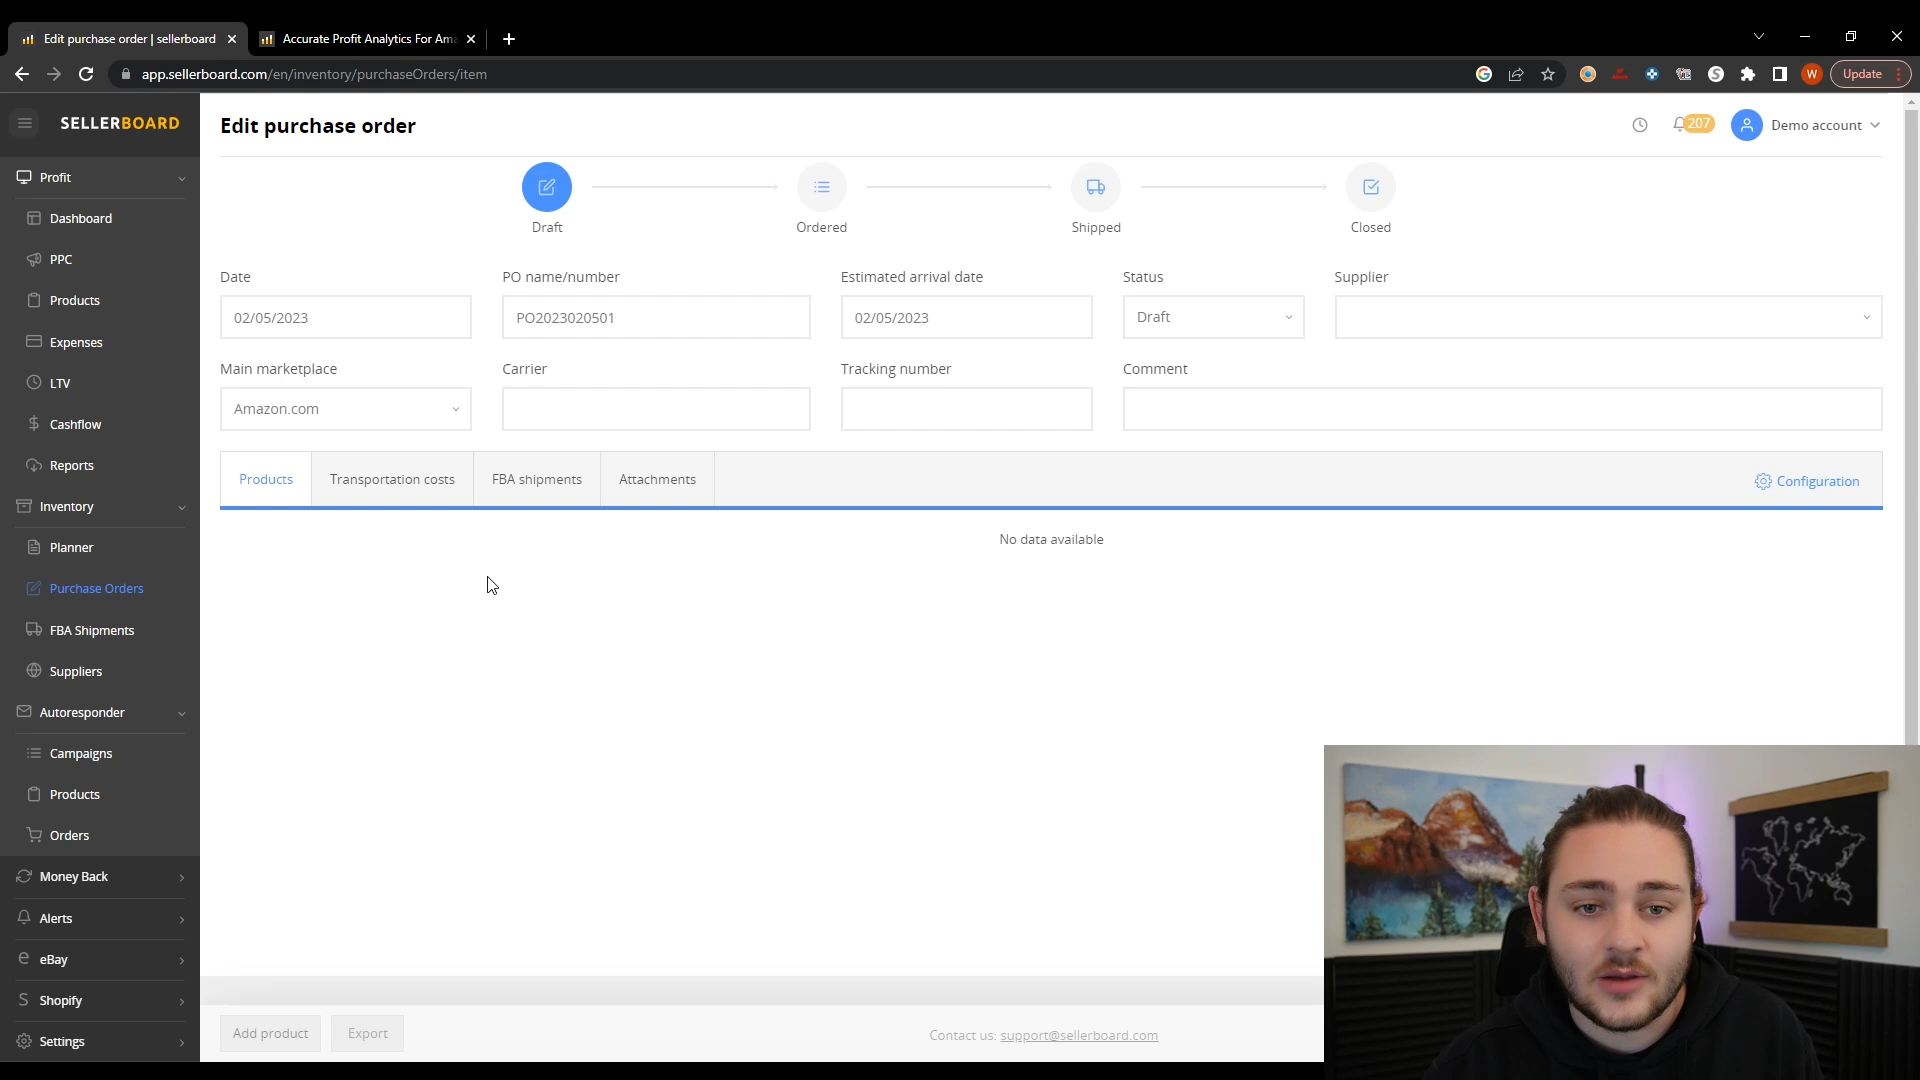 Edit purchase order | sellerboard
Accurate Profit Analytics For Ama
app.sellerboard.com/en/inventory/purchaseOrders/item
W
Update
SELLERBOARD
Edit purchase order
207
Demo account
Profit
Dashboard
PPC
Products
Expenses
LTV
Cashflow
Reports
Inventory
Planner
Purchase Orders
FBA Shipments
Suppliers
Autoresponder
Campaigns
Products
Orders
Money Back
Alerts
eBay
Shopify
Settings
Draft
Ordered
Shipped
Closed
Date
PO name/number
Estimated arrival date
Status
Supplier
02/05/2023
PO2023020501
02/05/2023
Draft
Main marketplace
Carrier
Tracking number
Comment
Amazon.com
Products
Transportation costs
FBA shipments
Attachments
Configuration
No data available
Add product
Export
Contact us: support@sellerboard.com